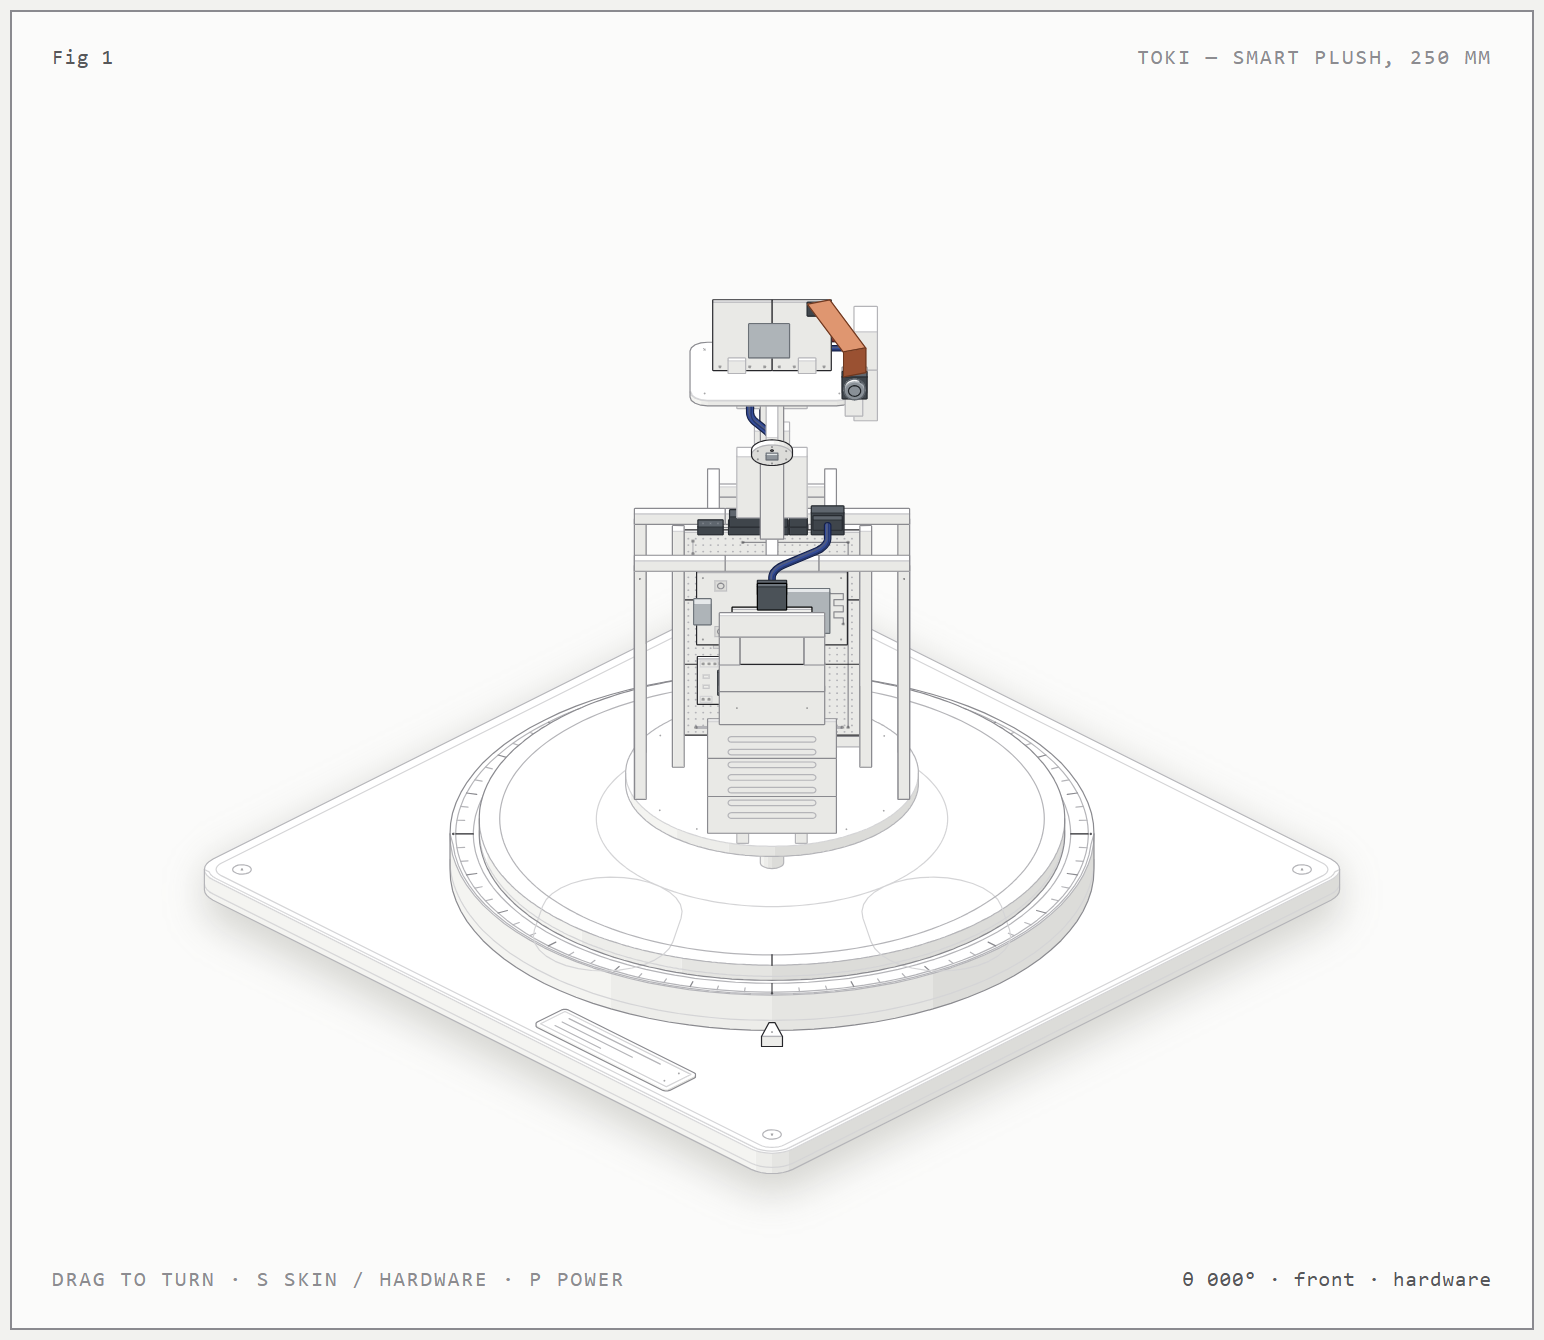 Fig 1
TOKI — SMART PLUSH, 250 MM
DRAG TO TURN · S SKIN / HARDWARE · P POWER
θ 000° · front · hardware